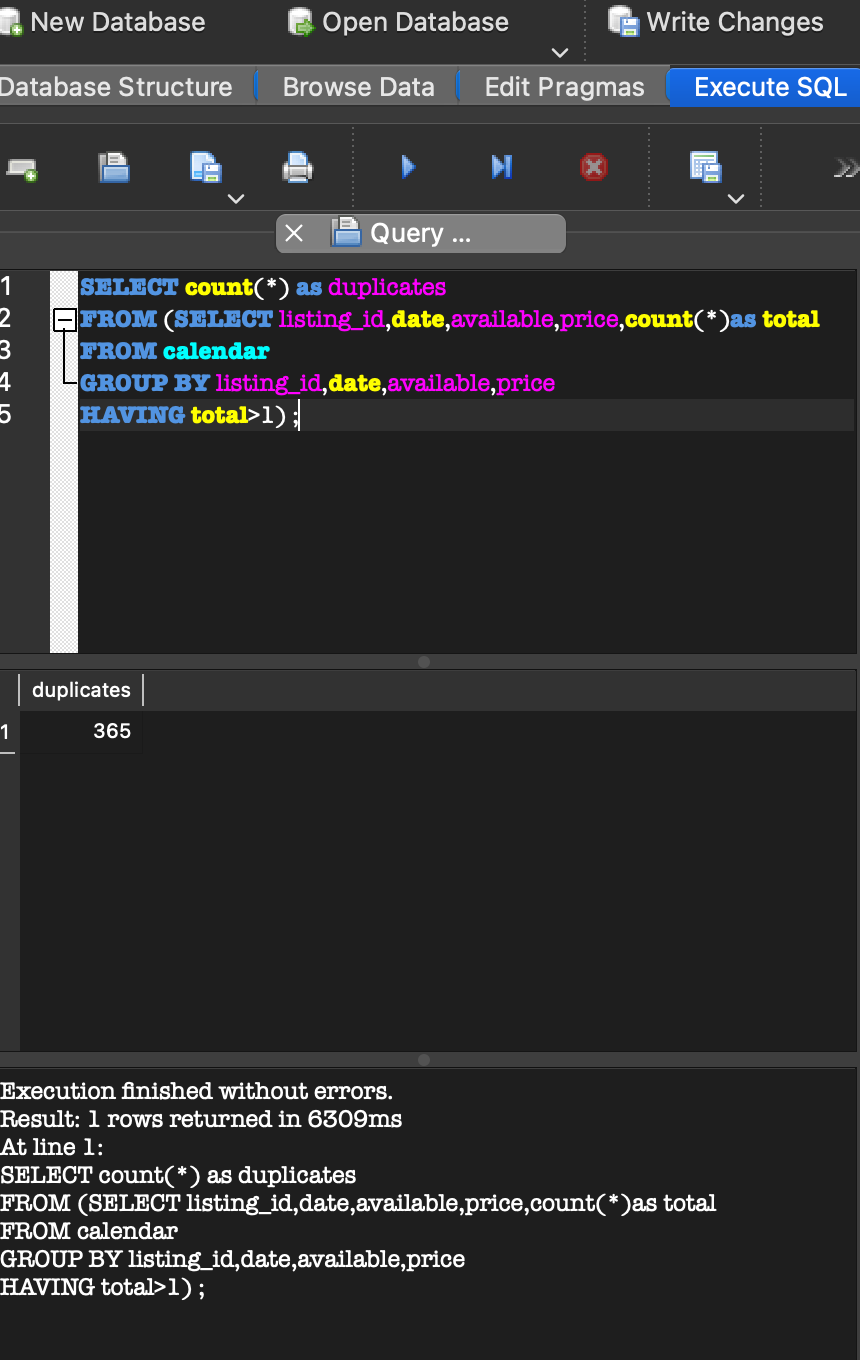 New Database Open Database Write Changes
Database Structure Browse Data Edit Pragmas Execute SQL
Query ...
1 SELECT count(*) as duplicates
2 FROM (SELECT listing_id,date,available,price,count(*)as total
3 FROM calendar
4 GROUP BY listing_id,date,available,price
5 HAVING total>1);
duplicates
1 365
Execution finished without errors.
Result: 1 rows returned in 6309ms
At line 1:
SELECT count(*) as duplicates
FROM (SELECT listing_id,date,available,price,count(*)as total
FROM calendar
GROUP BY listing_id,date,available,price
HAVING total>1);